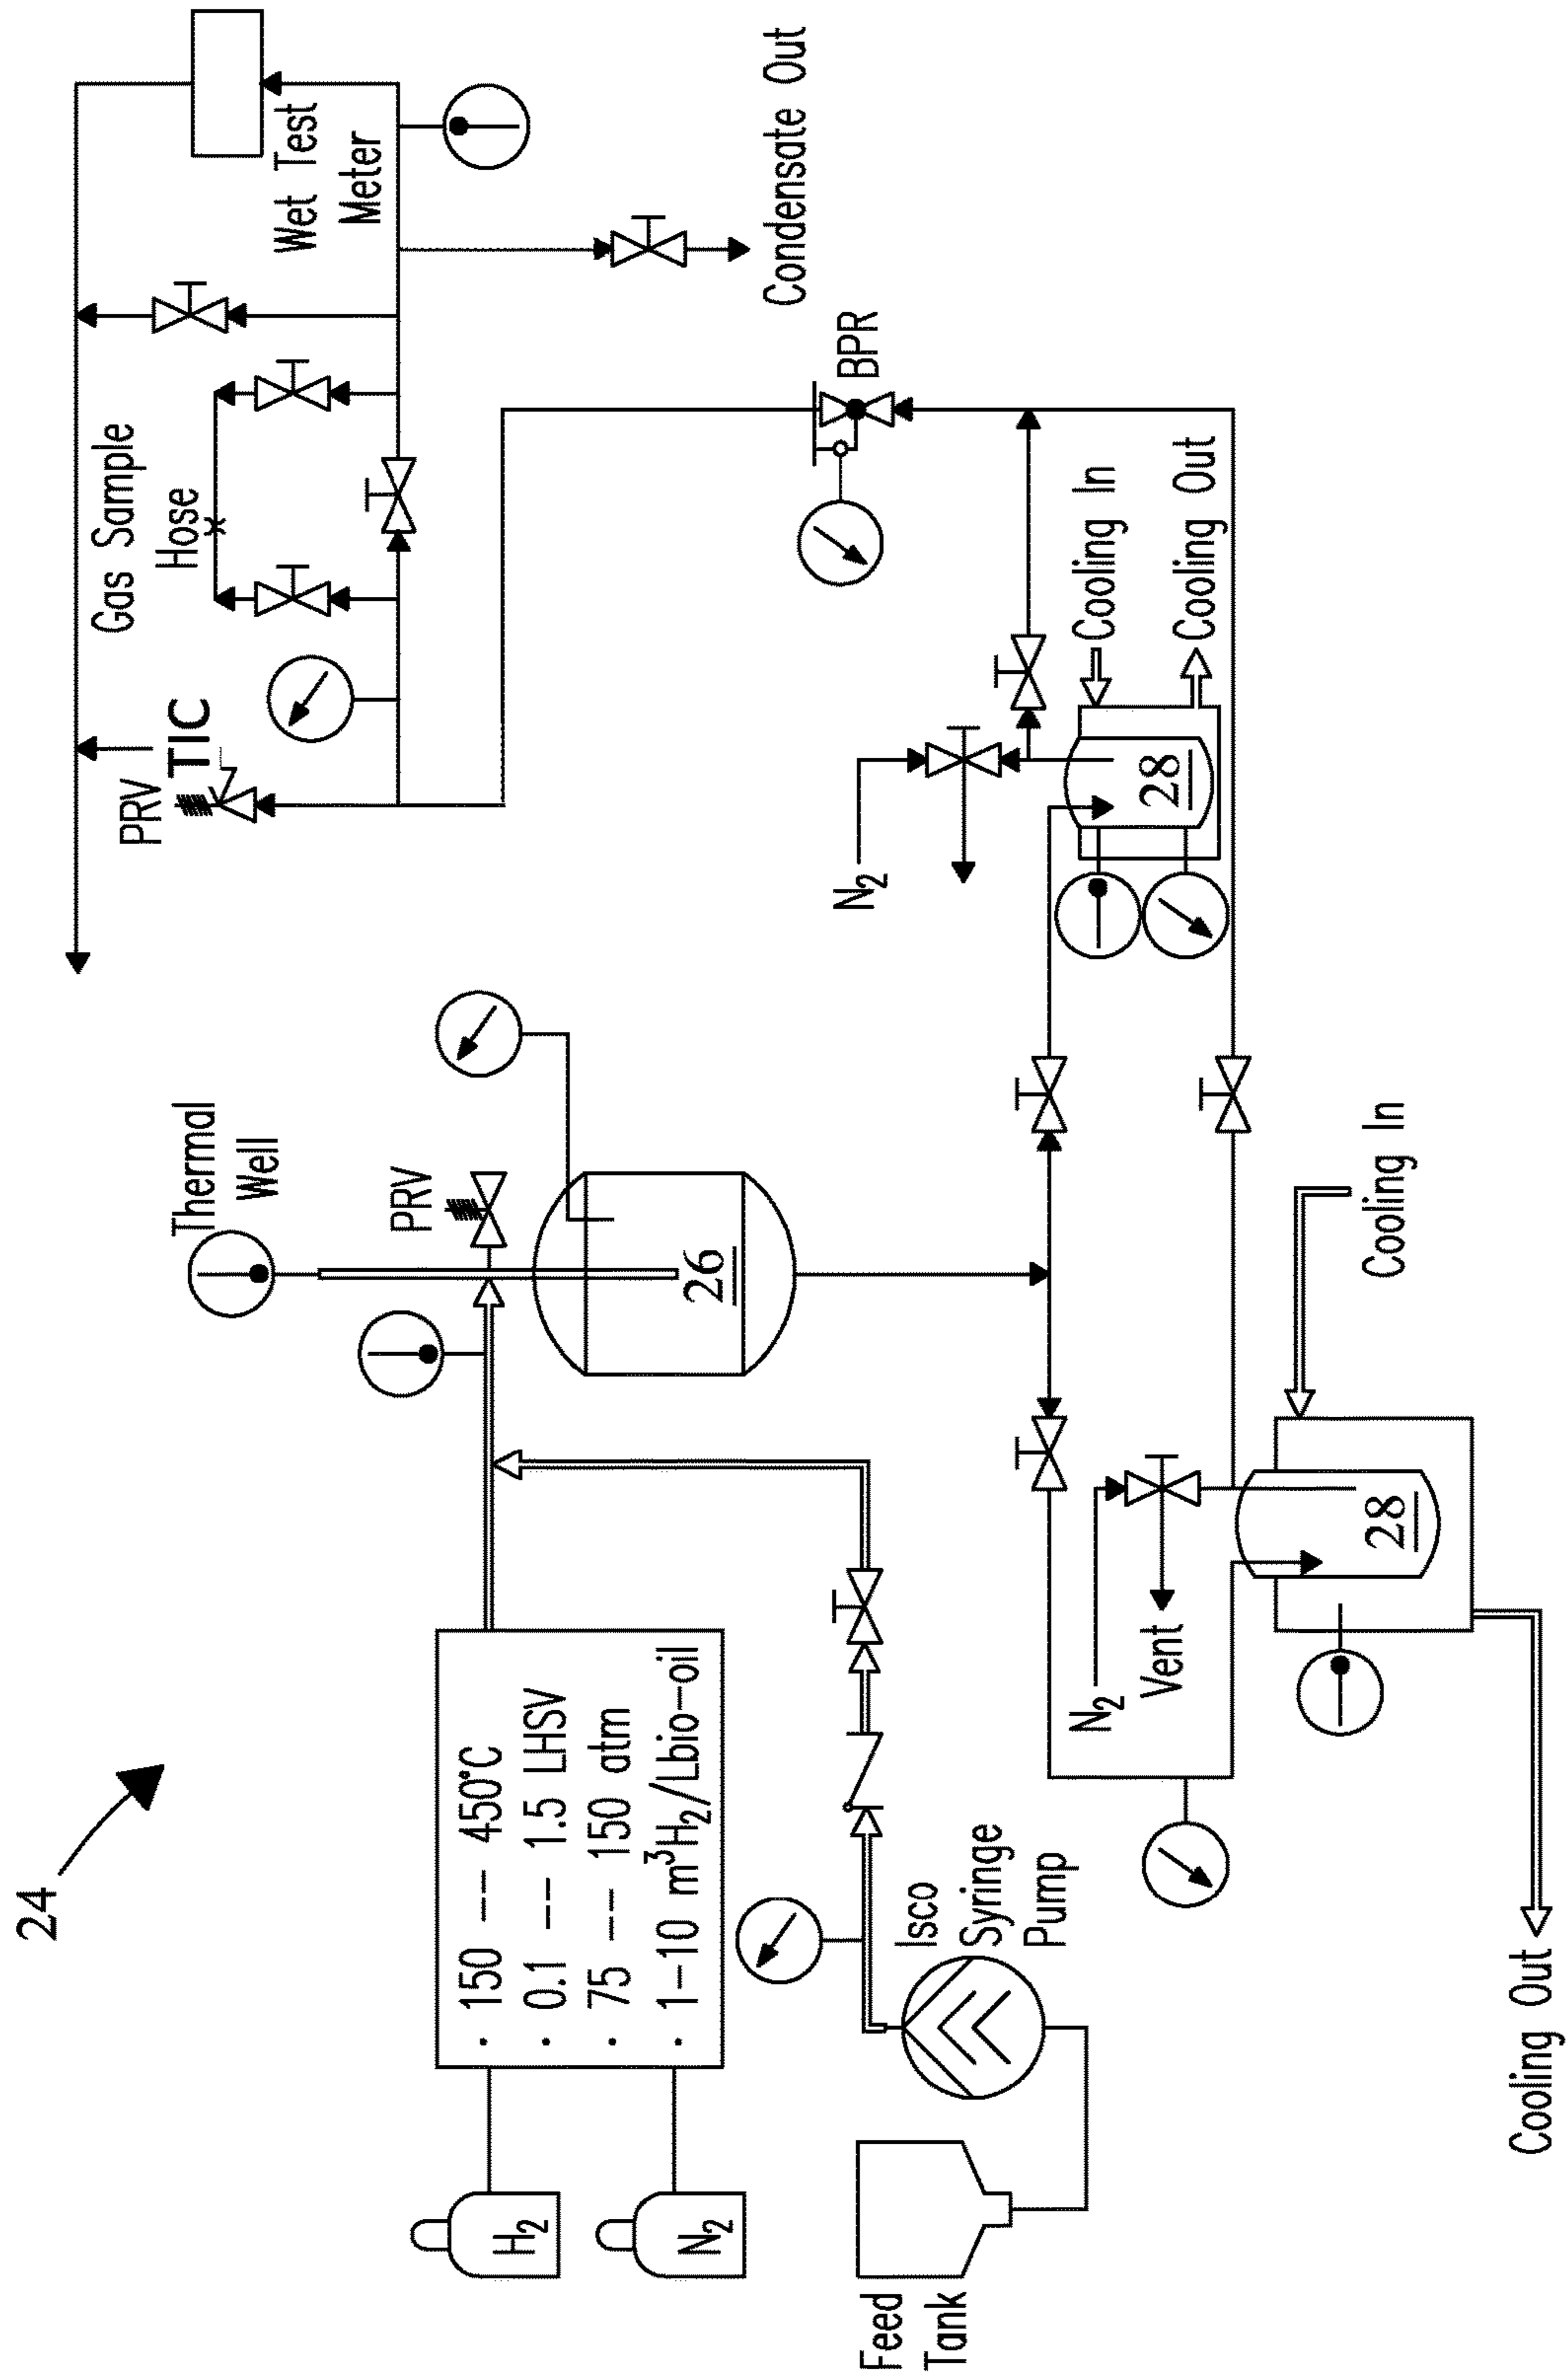 24
H₂
N₂
• 150 -- 450°C
• 0.1 -- 1.5 LHSV
• 75 -- 150 atm
• 1-10 m³H₂/Lbio-oil
Feed
Tank
Isco
Syringe
Pump
Thermal
Well
PRV
26
N₂
Vent
28
Cooling In
Cooling Out
N₂
28
Cooling In
Cooling Out
BPR
PRV
TIC
Gas Sample
Hose
Wet Test
Meter
Condensate Out